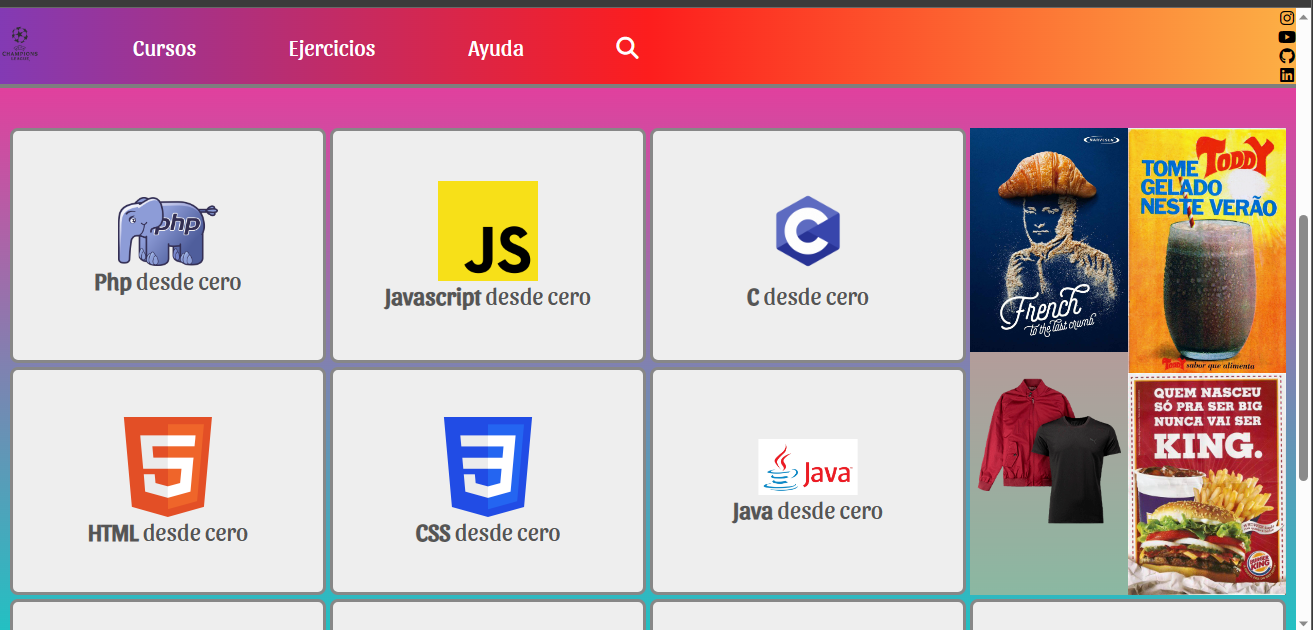 CHAMPIONS
Cursos
Ejercicios
Ayuda
php
Php desde cero
JS
Javascript desde cero
C
C desde cero
French
to the last crumb
TODDY
TOME
GELADO
NESTE VERÃO
Toddy sabor que alimenta
5
HTML desde cero
3
CSS desde cero
Java
Java desde cero
QUEM NASCEU
SÓ PRA SER BIG
NUNCA VAI SER
KING.
BURGER
KING
in